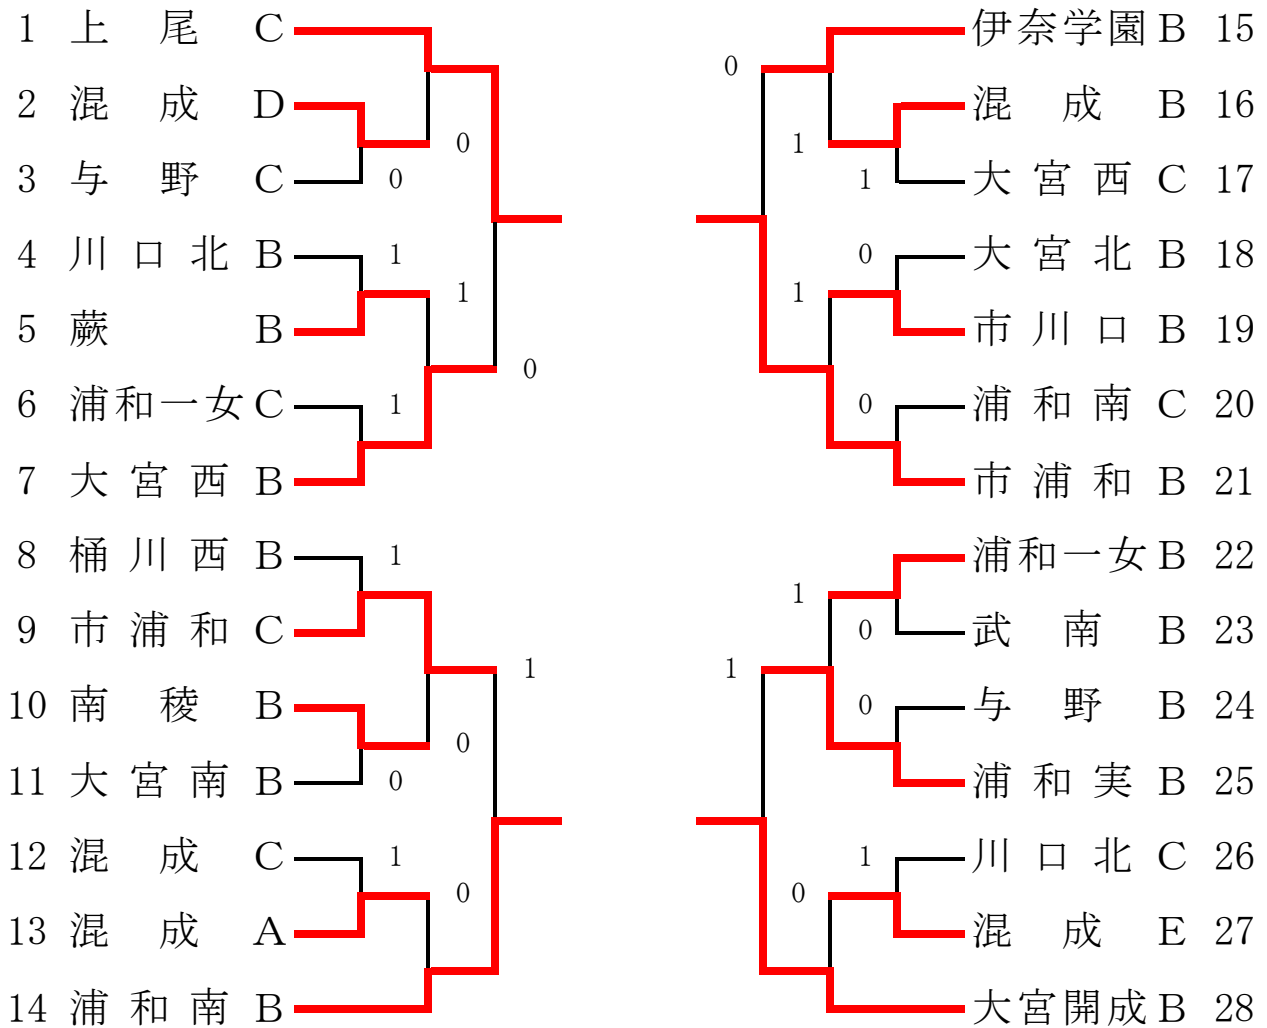 1 上尾 C
伊奈学園 B 15
0
2 混成 D
混成 B 16
0
1
3 与野 C
0
1
大宮西 C 17
4 川口北 B
1
0
大宮北 B 18
1
1
5 蕨 B
市川口 B 19
0
6 浦和一女 C
1
0
浦和南 C 20
7 大宮西 B
市浦和 B 21
8 桶川西 B
1
浦和一女 B 22
1
9 市浦和 C
0
武南 B 23
1
1
10 南稜 B
0
与野 B 24
0
11 大宮南 B
0
浦和実 B 25
12 混成 C
1
1
川口北 C 26
0
0
13 混成 A
混成 E 27
14 浦和南 B
大宮開成 B 28